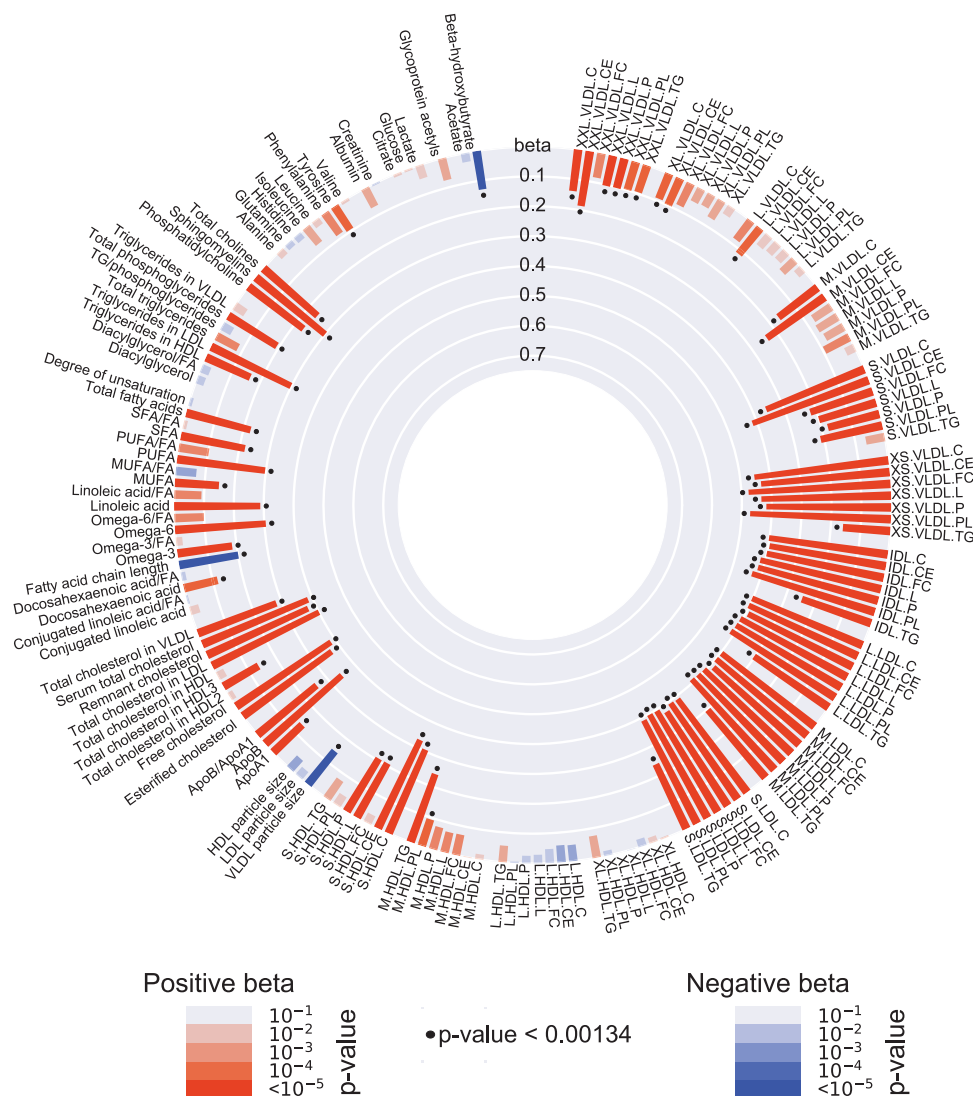 beta
0.1
0.2
0.3
0.4
0.5
0.6
0.7
XXL.VLDL.C
XXL.VLDL.CE
XXL.VLDL.FC
XXL.VLDL.L
XXL.VLDL.P
XXL.VLDL.PL
XXL.VLDL.TG
XL.VLDL.C
XL.VLDL.CE
XL.VLDL.FC
XL.VLDL.L
XL.VLDL.P
XL.VLDL.PL
XL.VLDL.TG
L.VLDL.C
L.VLDL.CE
L.VLDL.FC
L.VLDL.L
L.VLDL.P
L.VLDL.PL
L.VLDL.TG
M.VLDL.C
M.VLDL.CE
M.VLDL.FC
M.VLDL.L
M.VLDL.P
M.VLDL.PL
M.VLDL.TG
S.VLDL.C
S.VLDL.CE
S.VLDL.FC
S.VLDL.L
S.VLDL.P
S.VLDL.PL
S.VLDL.TG
XS.VLDL.C
XS.VLDL.CE
XS.VLDL.FC
XS.VLDL.L
XS.VLDL.P
XS.VLDL.PL
XS.VLDL.TG
IDL.C
IDL.CE
IDL.FC
IDL.L
IDL.P
IDL.PL
IDL.TG
L.LDL.C
L.LDL.CE
L.LDL.FC
L.LDL.L
L.LDL.P
L.LDL.PL
L.LDL.TG
M.LDL.C
M.LDL.CE
M.LDL.FC
M.LDL.L
M.LDL.P
M.LDL.PL
M.LDL.TG
S.LDL.C
S.LDL.CE
S.LDL.FC
S.LDL.L
S.LDL.P
S.LDL.PL
S.LDL.TG
XL.HDL.C
XL.HDL.CE
XL.HDL.FC
XL.HDL.L
XL.HDL.P
XL.HDL.PL
XL.HDL.TG
L.HDL.C
L.HDL.CE
L.HDL.FC
L.HDL.L
L.HDL.P
L.HDL.PL
L.HDL.TG
M.HDL.C
M.HDL.CE
M.HDL.FC
M.HDL.L
M.HDL.P
M.HDL.PL
M.HDL.TG
S.HDL.C
S.HDL.CE
S.HDL.FC
S.HDL.L
S.HDL.P
S.HDL.PL
S.HDL.TG
VLDL particle size
LDL particle size
HDL particle size
ApoA1
ApoB
ApoB/ApoA1
Esterified cholesterol
Free cholesterol
Total cholesterol in HDL2
Total cholesterol in HDL3
Total cholesterol in HDL
Total cholesterol in LDL
Remnant cholesterol
Serum total cholesterol
Total cholesterol in VLDL
Conjugated linoleic acid
Conjugated linoleic acid/FA
Docosahexaenoic acid
Docosahexaenoic acid/FA
Fatty acid chain length
Omega-3
Omega-3/FA
Omega-6
Omega-6/FA
Linoleic acid
Linoleic acid/FA
MUFA
MUFA/FA
PUFA
PUFA/FA
SFA
SFA/FA
Total fatty acids
Degree of unsaturation
Diacylglycerol
Diacylglycerol/FA
Triglycerides in HDL
Triglycerides in LDL
Total triglycerides
TG/phosphoglycerides
Total phosphoglycerides
Triglycerides in VLDL
Phosphatidylcholine
Sphingomyelins
Total cholines
Alanine
Glutamine
Histidine
Isoleucine
Leucine
Phenylalanine
Tyrosine
Valine
Albumin
Creatinine
Citrate
Glucose
Lactate
Glycoprotein acetyls
Acetate
Beta-hydroxybutyrate
Positive beta
10⁻¹
10⁻²
10⁻³
10⁻⁴
<10⁻⁵
p-value
p-value < 0.00134
Negative beta
10⁻¹
10⁻²
10⁻³
10⁻⁴
<10⁻⁵
p-value